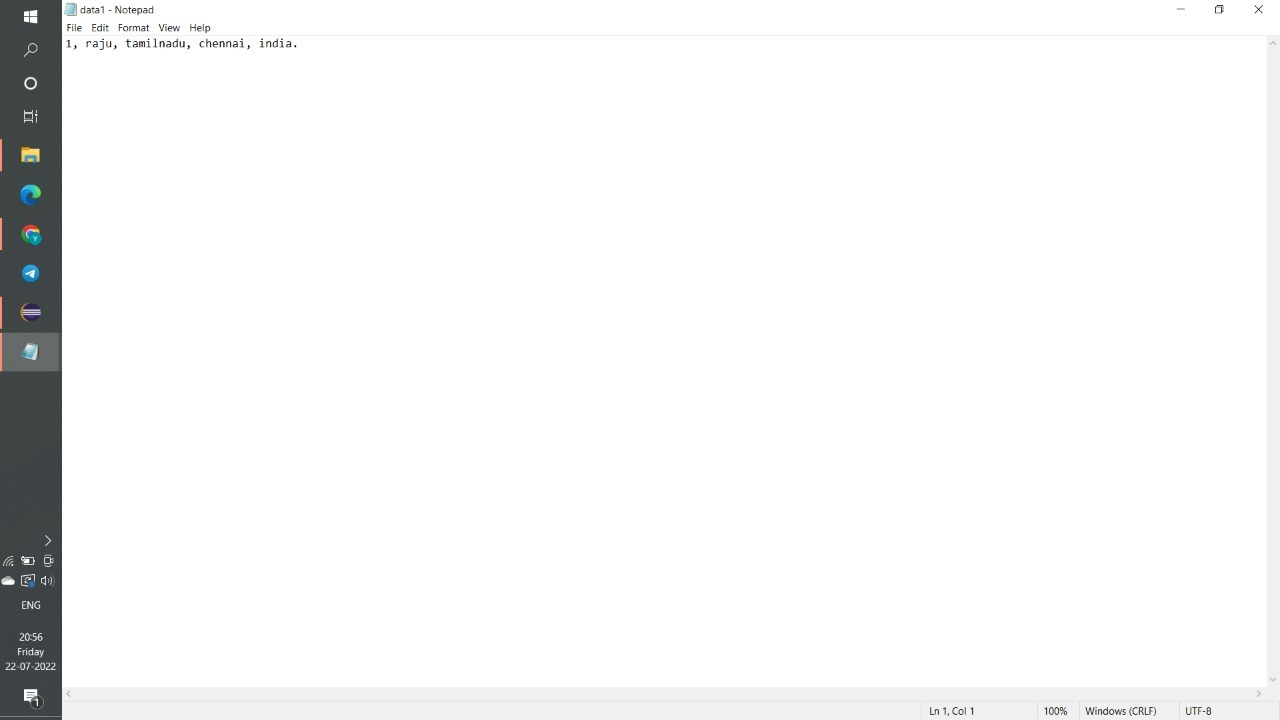 data1 - Notepad
File Edit Format View Help
1, raju, tamilnadu, chennai, india.
Y
ENG
20:56
Friday
22-07-2022
1
Ln 1, Col 1 100% Windows (CRLF) UTF-8